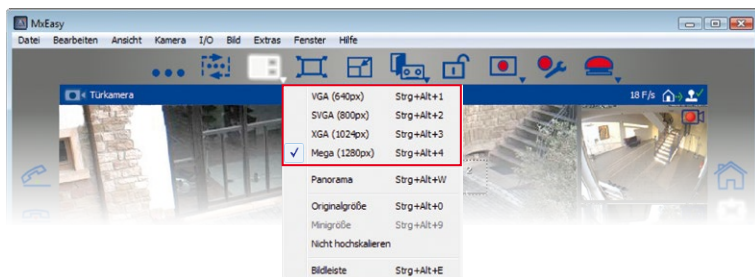 MxEasy
Datei Bearbeiten Ansicht Kamera I/O Bild Extras Fenster Hilfe
Türkamera
18 F/s
VGA (640px) Strg+Alt+1
SVGA (800px) Strg+Alt+2
XGA (1024px) Strg+Alt+3
Mega (1280px) Strg+Alt+4
Panorama Strg+Alt+W
Originalgröße Strg+Alt+0
Minigröße Strg+Alt+9
Nicht hochskalieren
Bildleiste Strg+Alt+E
2